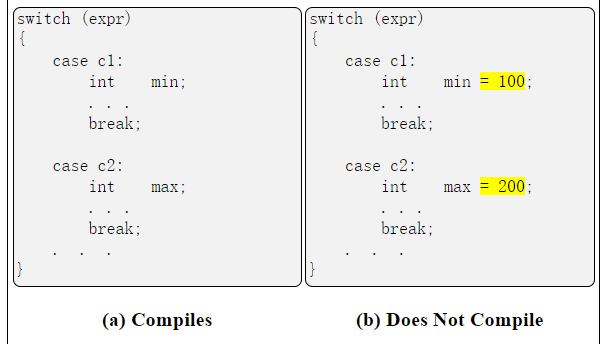 switch (expr)
{
    case c1:
        int    min;
        . . .
        break;
    case c2:
        int    max;
        . . .
        break;
    . . .
}
(a) Compiles
switch (expr)
{
    case c1:
        int    min = 100;
        . . .
        break;
    case c2:
        int    max = 200;
        . . .
        break;
    . . .
}
(b) Does Not Compile